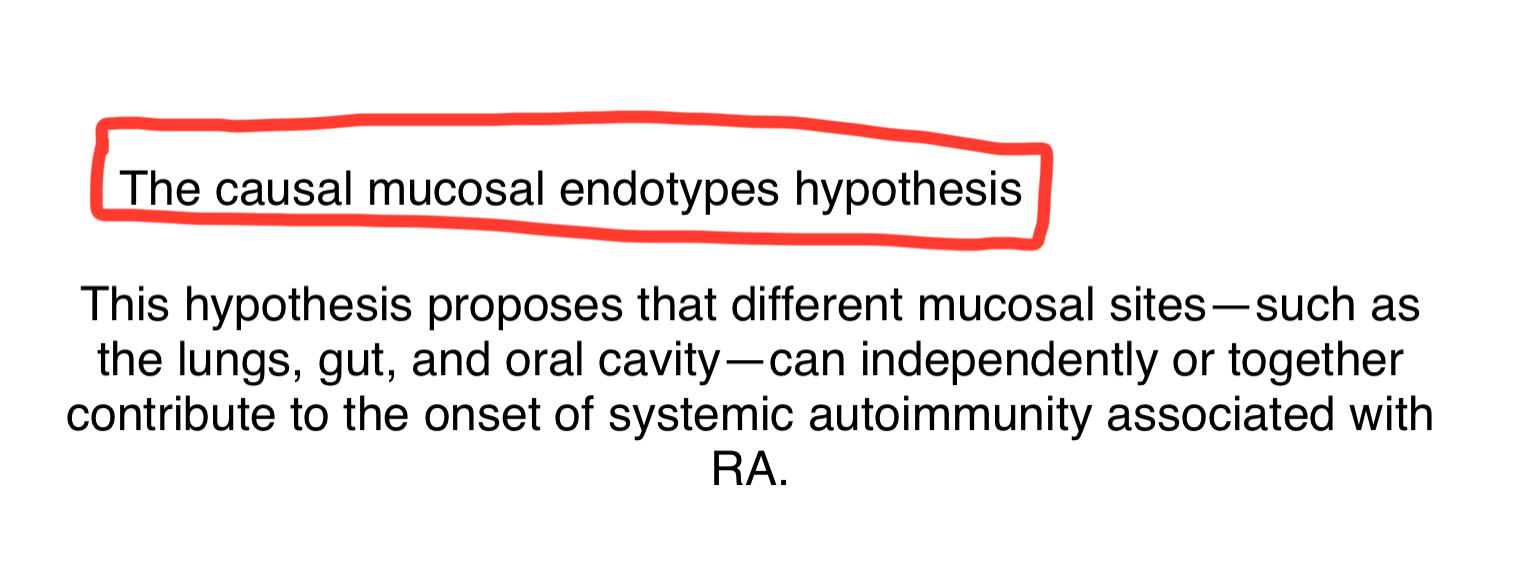 The causal mucosal endotypes hypothesis
This hypothesis proposes that different mucosal sites—such as
the lungs, gut, and oral cavity—can independently or together
contribute to the onset of systemic autoimmunity associated with
RA.